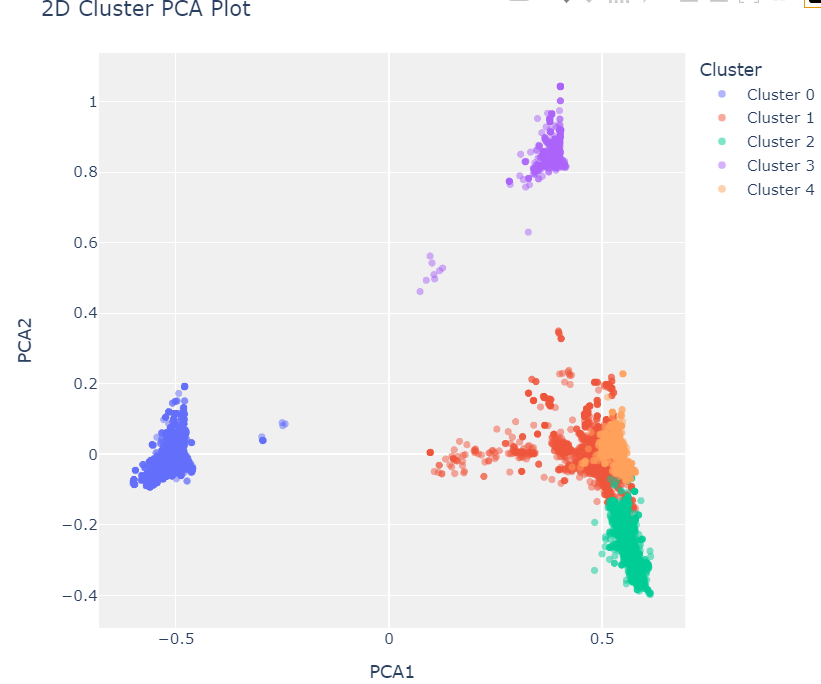 2D Cluster PCA Plot
Cluster
Cluster 0
Cluster 1
Cluster 2
Cluster 3
Cluster 4
1
0.8
0.6
0.4
0.2
0
−0.2
−0.4
PCA2
−0.5 0 0.5
PCA1